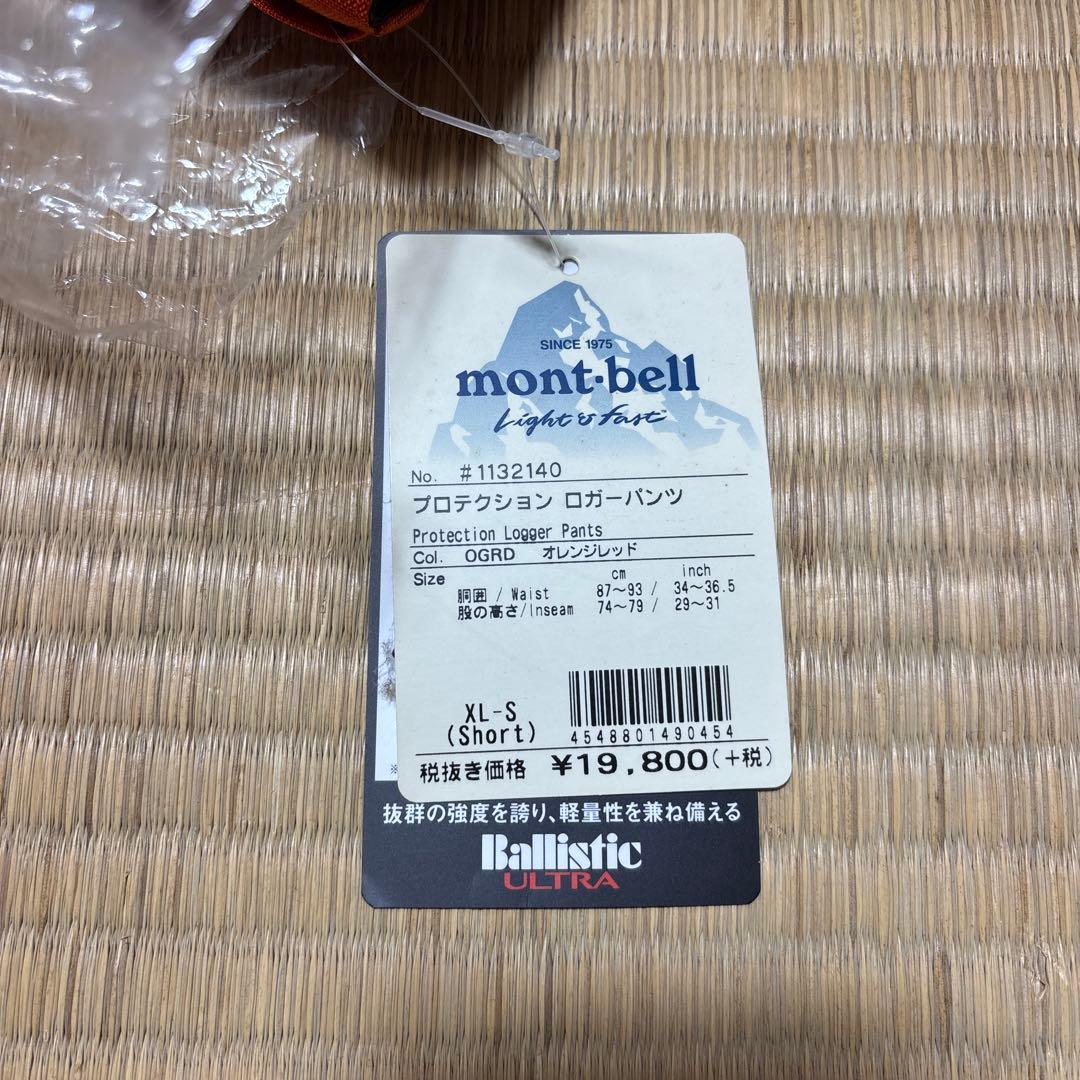 SINCE 1975
mont·bell
Light & Fast™
No. #1132140
プロテクション ロガーパンツ
Protection Logger Pants
Col. OGRD オレンジレッド
Size cm inch
胴囲 / Waist 87~93 / 34~36.5
股の高さ/Inseam 74~79 / 29~31
XL-S
(Short)
4548801490454
税抜き価格 ¥19,800(+税)
※
抜群の強度を誇り、軽量性を兼ね備える
Ballistic
ULTRA